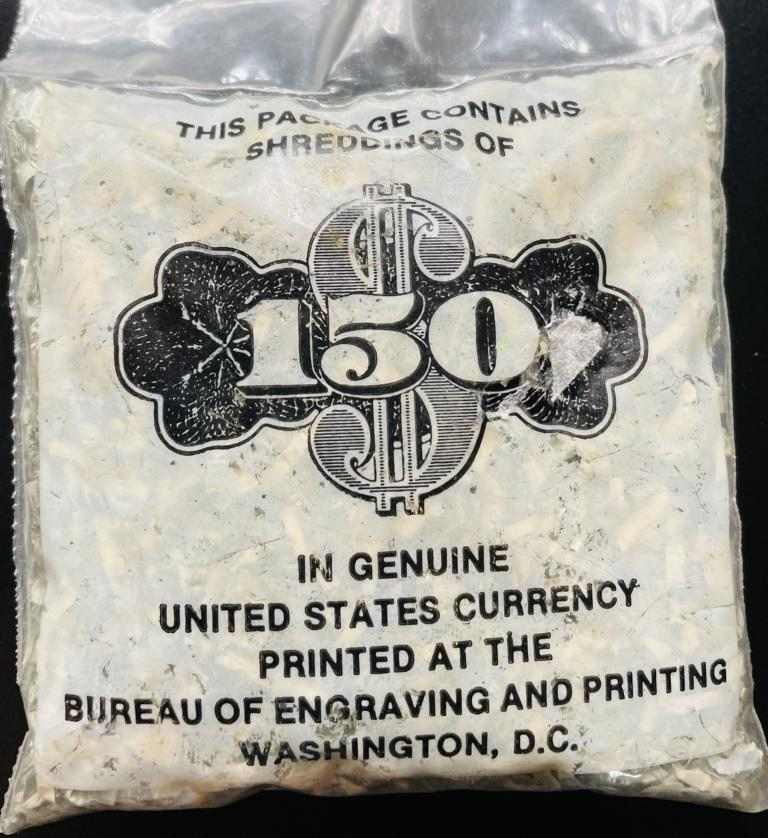 THIS PACKAGE CONTAINS
SHREDDINGS OF
$150
IN GENUINE
UNITED STATES CURRENCY
PRINTED AT THE
BUREAU OF ENGRAVING AND PRINTING
WASHINGTON, D.C.